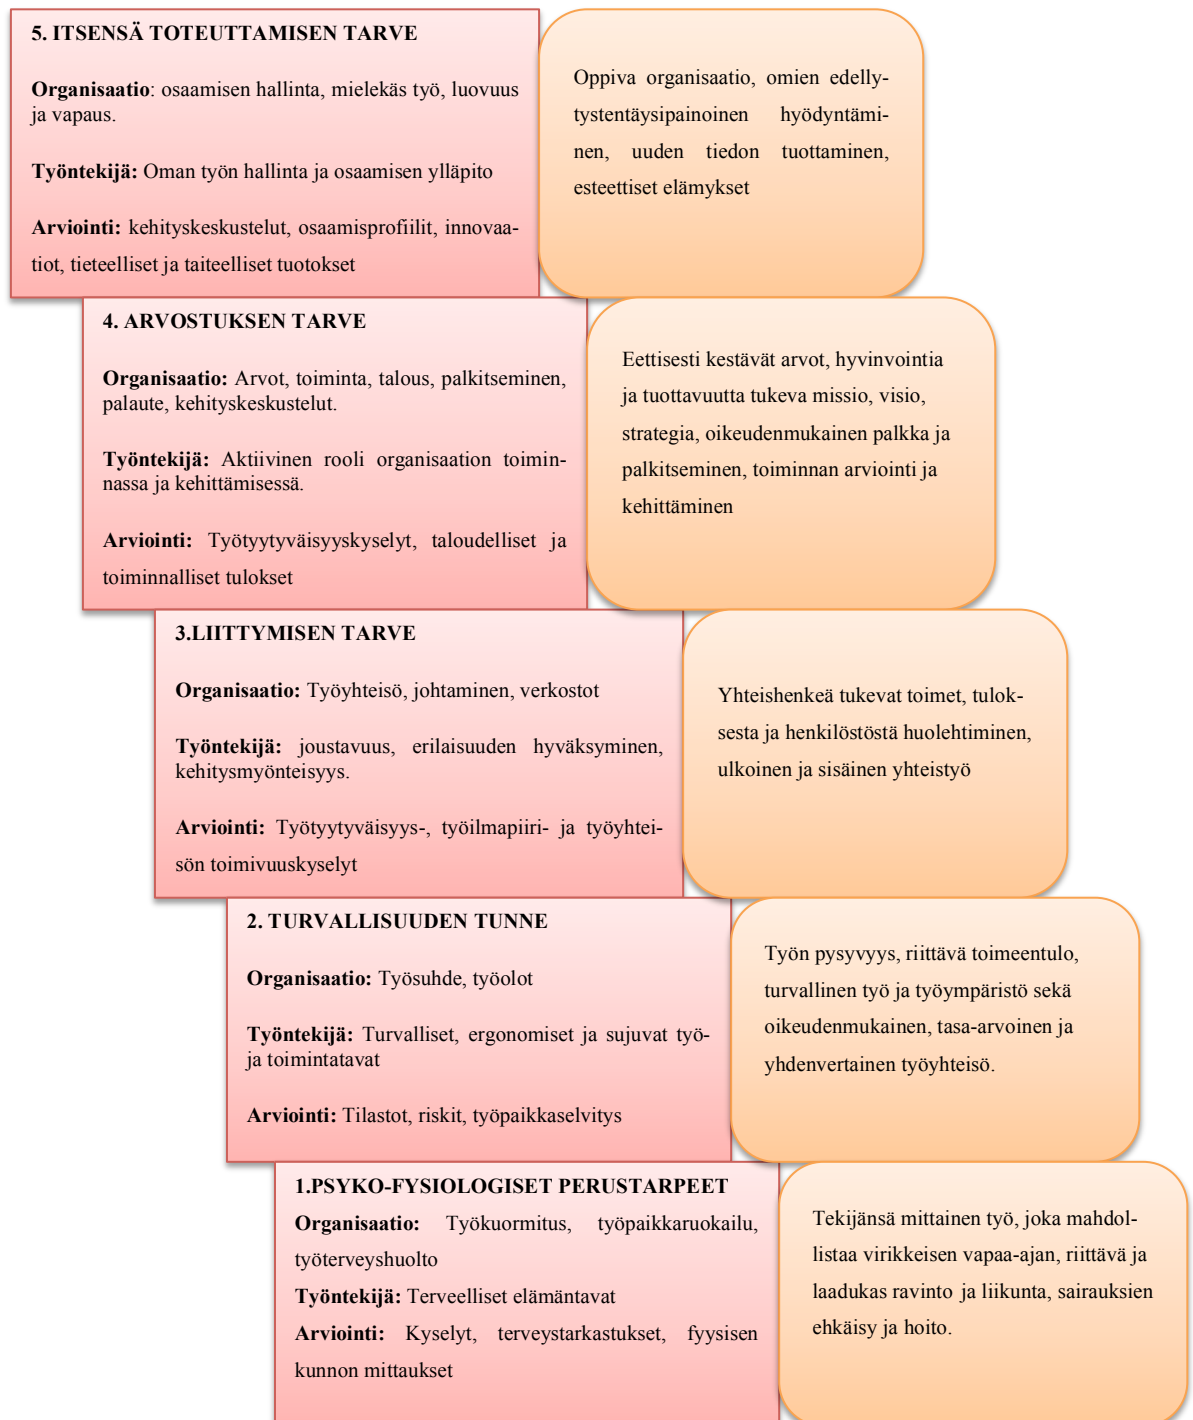 5. ITSENSÄ TOTEUTTAMISEN TARVE
Organisaatio: osaamisen hallinta, mielekäs työ, luovuus
ja vapaus.
Työntekijä: Oman työn hallinta ja osaamisen ylläpito
Arviointi: kehityskeskustelut, osaamisprofiilit, innovaa-
tiot, tieteelliset ja taiteelliset tuotokset
Oppiva organisaatio, omien edelly-
tystentäysipainoinen hyödyntämi-
nen, uuden tiedon tuottaminen,
esteettiset elämykset
4. ARVOSTUKSEN TARVE
Organisaatio: Arvot, toiminta, talous, palkitseminen,
palaute, kehityskeskustelut.
Työntekijä: Aktiivinen rooli organisaation toimin-
nassa ja kehittämisessä.
Arviointi: Työtyytyväisyyskyselyt, taloudelliset ja
toiminnalliset tulokset
Eettisesti kestävät arvot, hyvinvointia
ja tuottavuutta tukeva missio, visio,
strategia, oikeudenmukainen palkka ja
palkitseminen, toiminnan arviointi ja
kehittäminen
3.LIITTYMISEN TARVE
Organisaatio: Työyhteisö, johtaminen, verkostot
Työntekijä: joustavuus, erilaisuuden hyväksyminen,
kehitysmyönteisyys.
Arviointi: Työtyytyväisyys-, työilmapiiri- ja työyhtei-
sön toimivuuskyselyt
Yhteishenkeä tukevat toimet, tulok-
sesta ja henkilöstöstä huolehtiminen,
ulkoinen ja sisäinen yhteistyö
2. TURVALLISUUDEN TUNNE
Organisaatio: Työsuhde, työolot
Työntekijä: Turvalliset, ergonomiset ja sujuvat työ-
ja toimintatavat
Arviointi: Tilastot, riskit, työpaikkaselvitys
Työn pysyvyys, riittävä toimeentulo,
turvallinen työ ja työympäristö sekä
oikeudenmukainen, tasa-arvoinen ja
yhdenvertainen työyhteisö.
1.PSYKO-FYSIOLOGISET PERUSTARPEET
Organisaatio: Työkuormitus, työpaikkaruokailu,
työterveyshuolto
Työntekijä: Terveelliset elämäntavat
Arviointi: Kyselyt, terveystarkastukset, fyysisen
kunnon mittaukset
Tekijänsä mittainen työ, joka mahdol-
listaa virikkeisen vapaa-ajan, riittävä ja
laadukas ravinto ja liikunta, sairauksien
ehkäisy ja hoito.